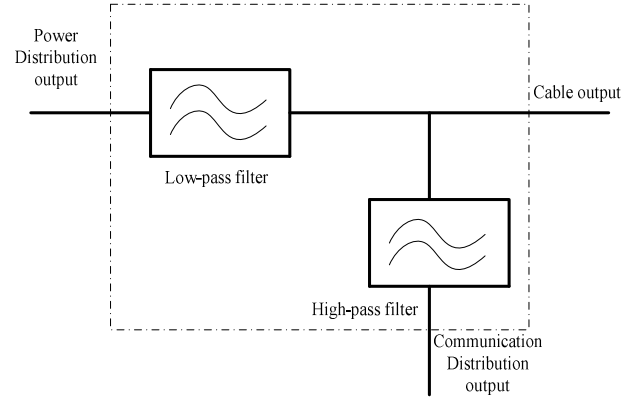 Power
Distribution
output
Cable output
Low-pass filter
High-pass filter
Communication
Distribution
output